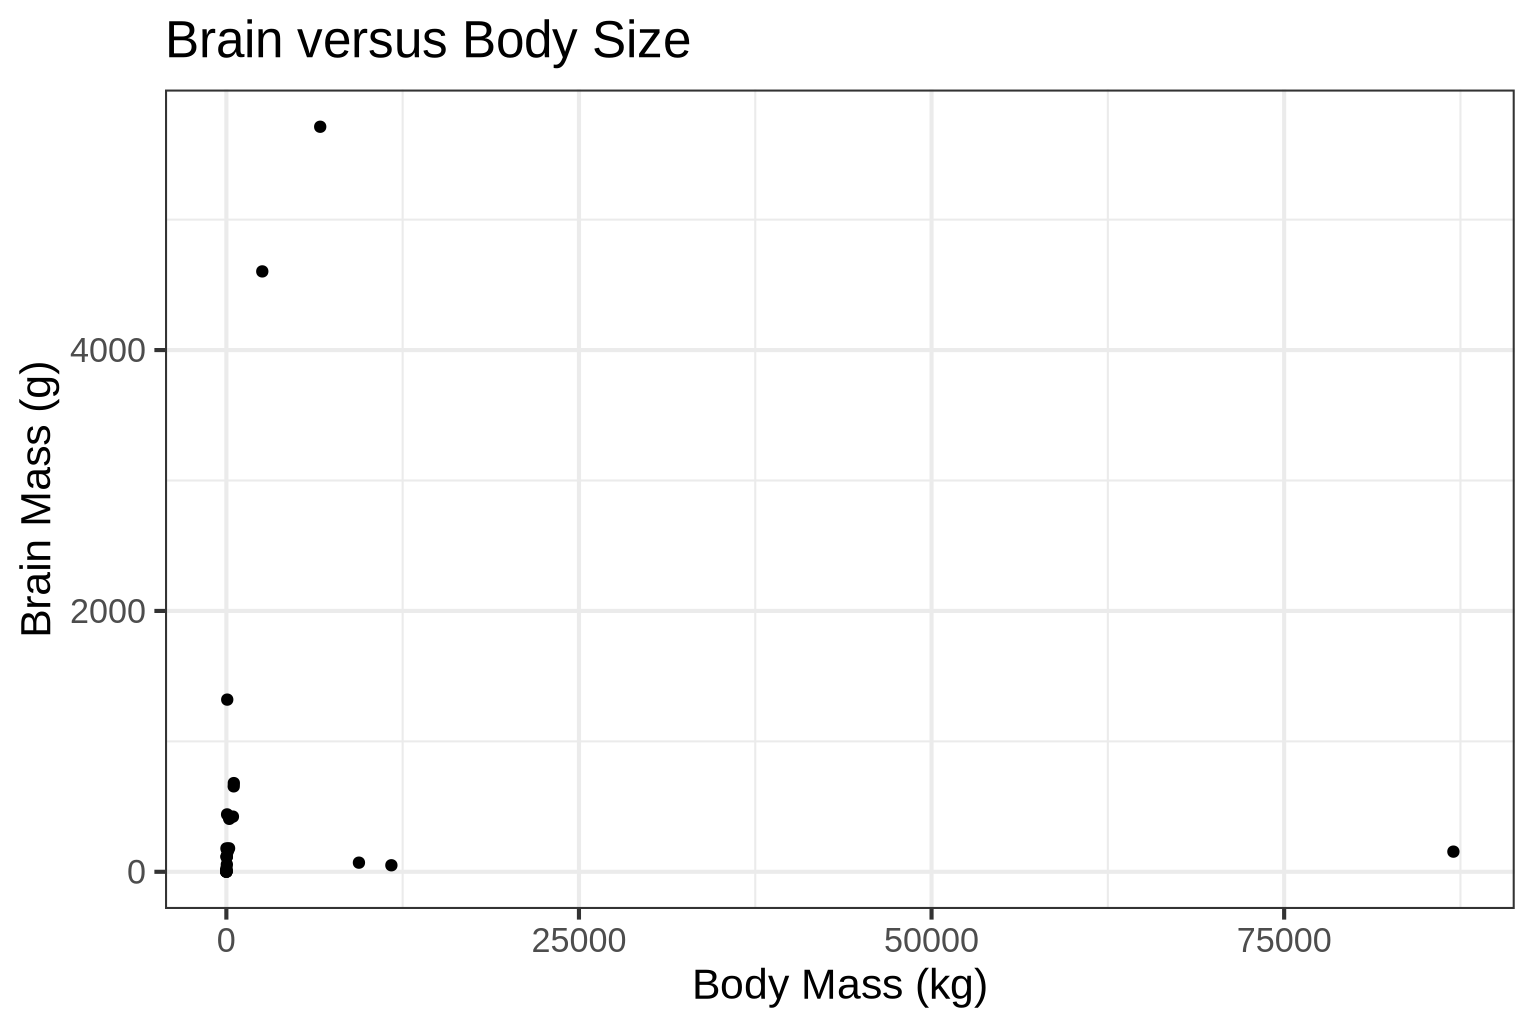 Brain versus Body Size
Brain Mass (g)
4000
2000
0
0 25000 50000 75000
Body Mass (kg)